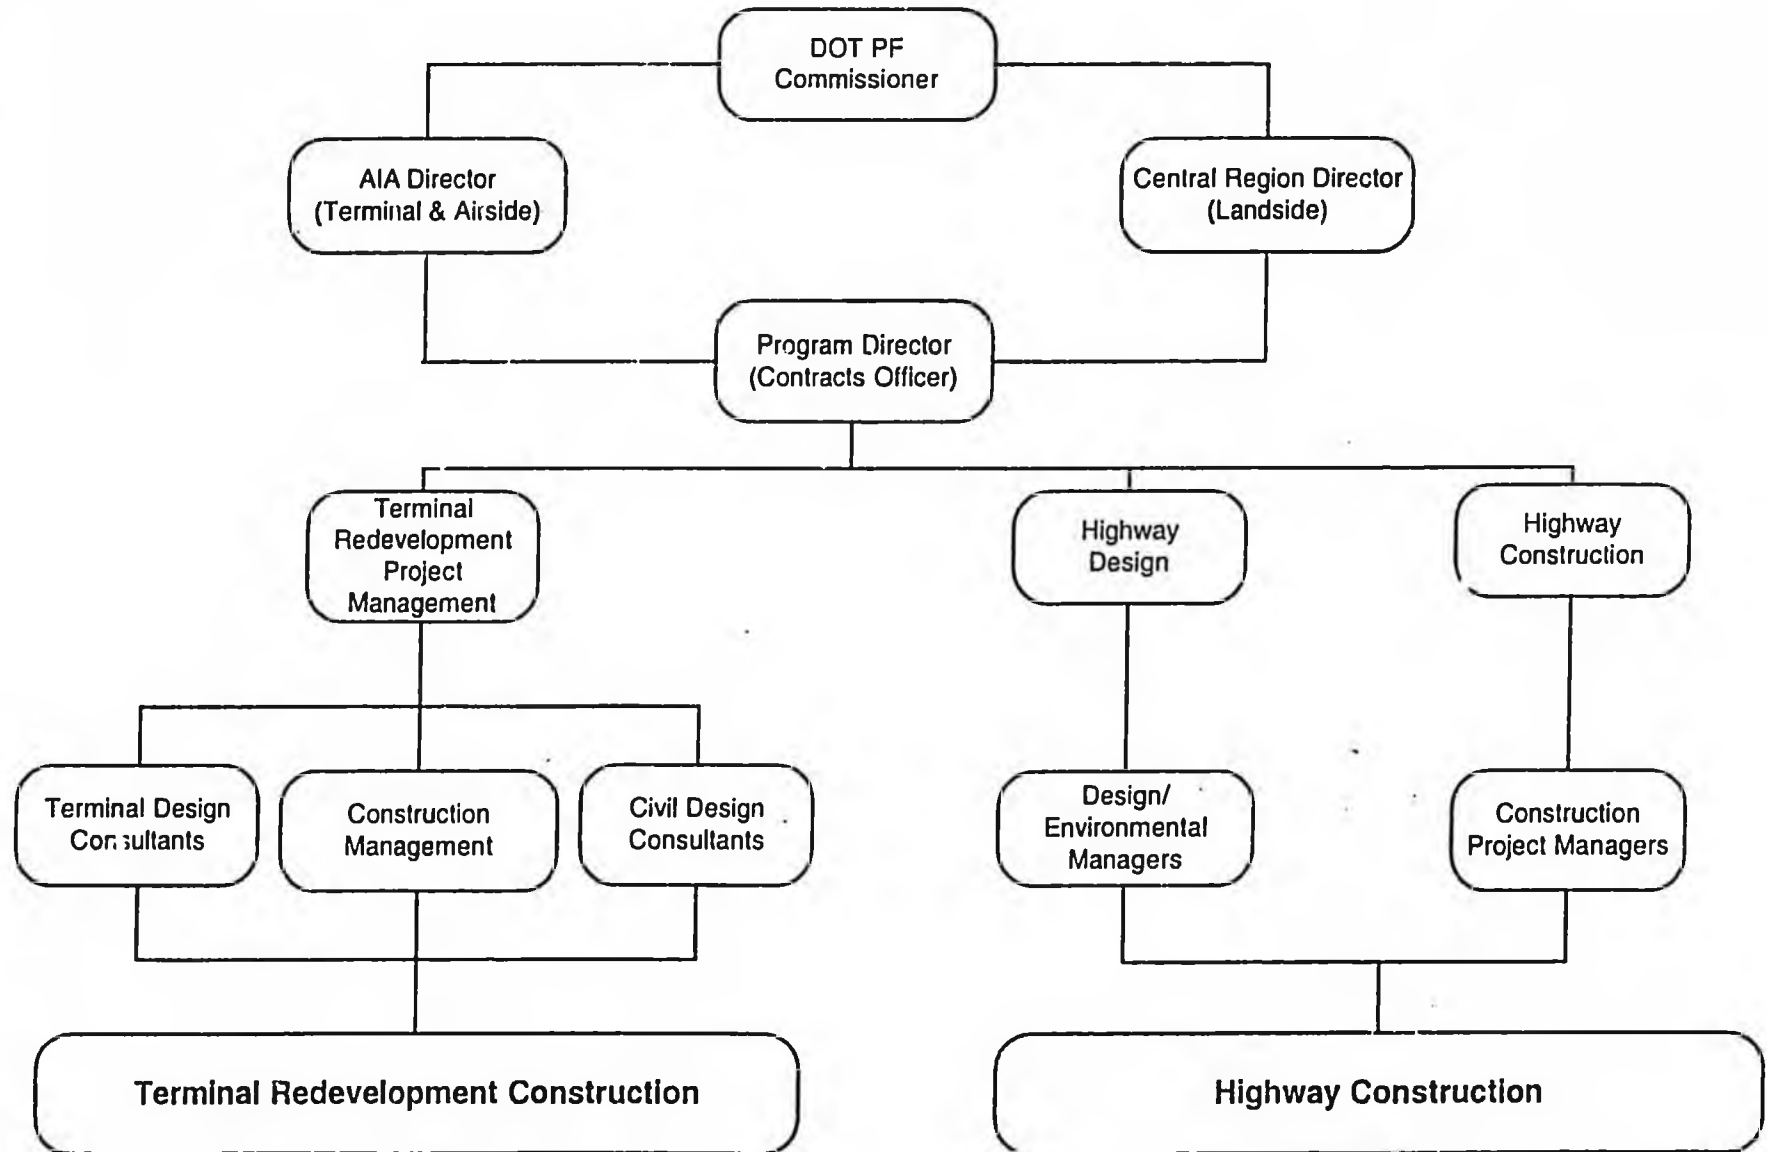 DOT PF
Commissioner
AIA Director
(Terminal & Airside)
Central Region Director
(Landside)
Program Director
(Contracts Officer)
Terminal
Redevelopment
Project
Management
Highway
Design
Highway
Construction
Terminal Design
Consultants
Construction
Management
Civil Design
Consultants
Design/
Environmental
Managers
Construction
Project Managers
Terminal Redevelopment Construction
Highway Construction